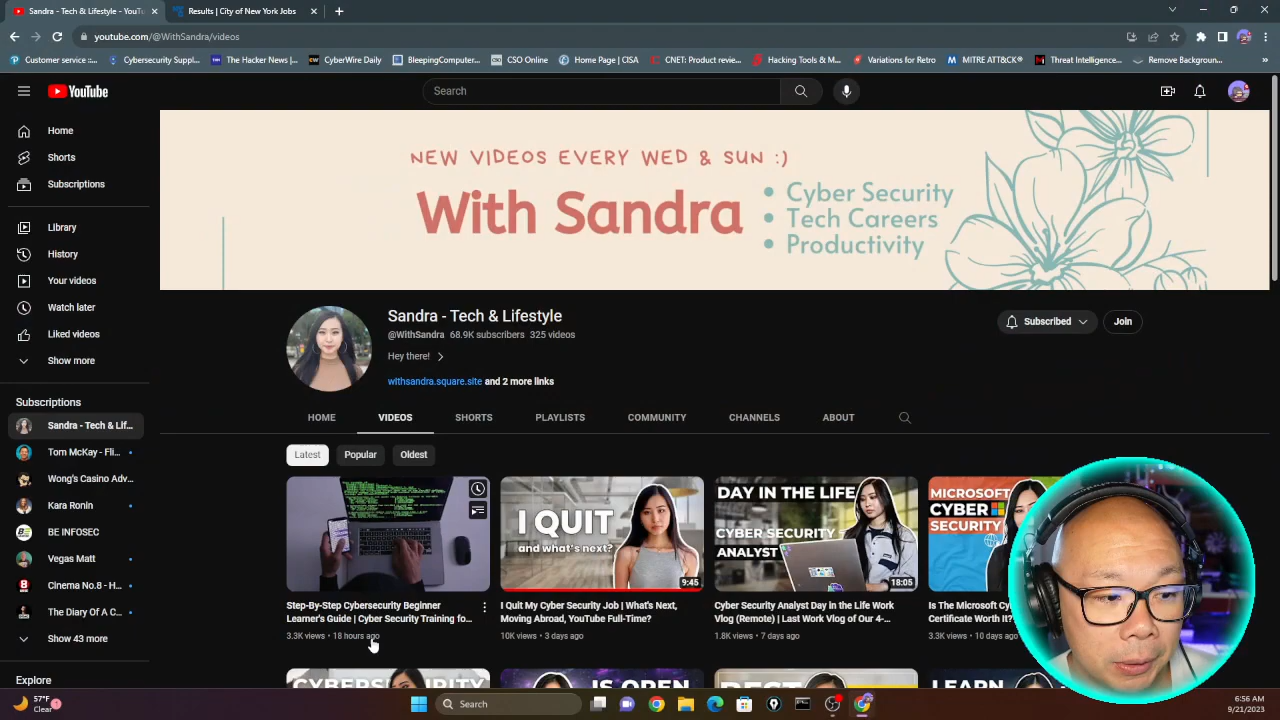 Sandra - Tech & Lifestyle - YouTu
Results | City of New York Jobs
youtube.com/@WithSandra/videos
Customer service ::...
Cybersecurity Suppl...
The Hacker News |...
CyberWire Daily
BleepingComputer...
CSO Online
Home Page | CISA
CNET: Product revie...
Hacking Tools & M...
Variations for Retro
MITRE ATT&CK®
Threat Intelligence...
Remove Backgroun...
YouTube
Search
Home
Shorts
Subscriptions
Library
History
Your videos
Watch later
Liked videos
Show more
Subscriptions
Sandra - Tech & Lif...
Tom McKay - Fli...
Wong's Casino Adv...
Kara Ronin
BE INFOSEC
Vegas Matt
Cinema No.8 - H...
The Diary Of A C...
Show 43 more
Explore
NEW VIDEOS EVERY WED & SUN :)
With Sandra
• Cyber Security
• Tech Careers
• Productivity
Sandra - Tech & Lifestyle
@WithSandra 68.9K subscribers 325 videos
Hey there!
withsandra.square.site and 2 more links
Subscribed
Join
HOME
VIDEOS
SHORTS
PLAYLISTS
COMMUNITY
CHANNELS
ABOUT
Latest
Popular
Oldest
I QUIT
and what's next?
9:45
DAY IN THE LIFE
CYBER SECURITY
ANALYST
18:05
MICROSOFT
CYBER
SECURITY
Step-By-Step Cybersecurity Beginner
Learner's Guide | Cyber Security Training fo...
3.3K views • 18 hours ago
I Quit My Cyber Security Job | What's Next,
Moving Abroad, YouTube Full-Time?
10K views • 3 days ago
Cyber Security Analyst Day in the Life Work
Vlog (Remote) | Last Work Vlog of Our 4-...
1.8K views • 7 days ago
Is The Microsoft Cy
Certificate Worth It?
3.3K views • 10 days ago
CYBERSECURITY
IS OPEN
BEST
LEARN
57°F
Clear
Search
6:56 AM
9/21/2023